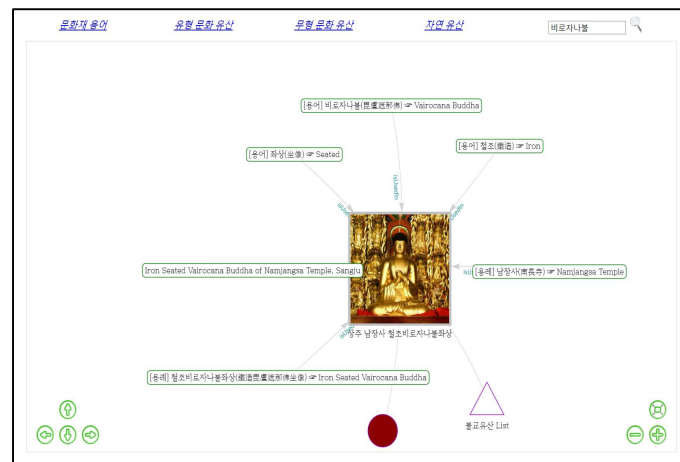 문화재 용어
유형 문화 유산
무형 문화 유산
자연 유산
비로자나불
[용어] 비로자나불(毘盧遮那佛) ☞ Vairocana Buddha
[용어] 철조(鐵造) ☞ Iron
[용어] 좌상(坐像) ☞ Seated
isUsedIn
isUsedIn
Iron Seated Vairocana Buddha of Namjangsa Temple, Sangju
[용례] 남장사(南長寺) ☞ Namjangsa Temple
상주 남장사 철조비로자나불좌상
[용례] 철조비로자나불좌상(鐵造毘盧遮那佛坐像) ☞ Iron Seated Vairocana Buddha
불교유산 List